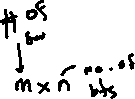 # of
m x n no. of
bits